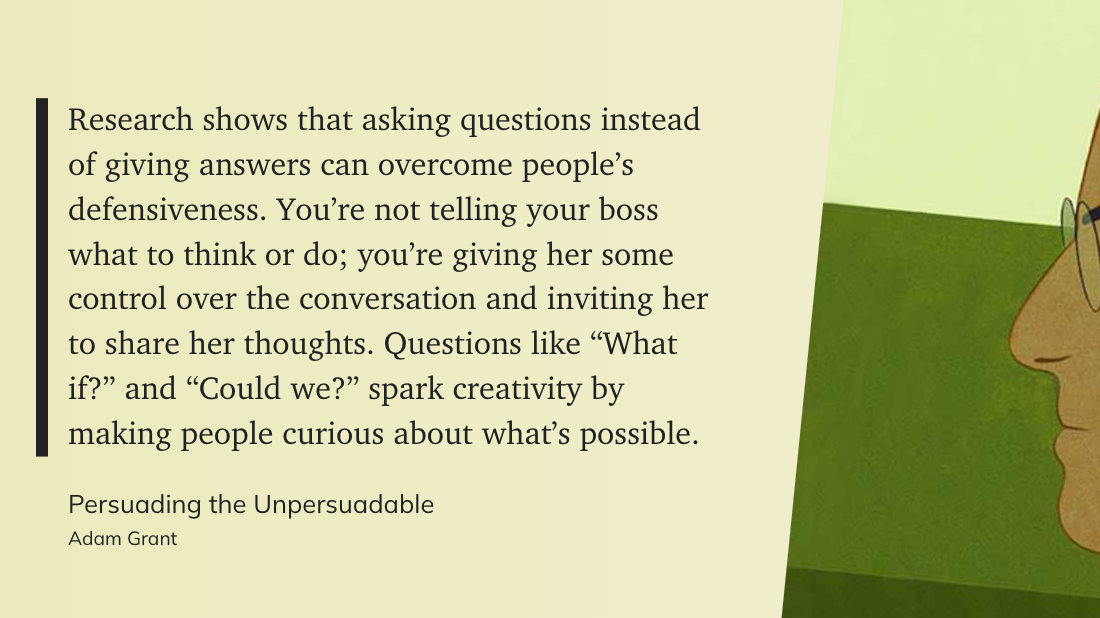 Research shows that asking questions instead
of giving answers can overcome people’s
defensiveness. You’re not telling your boss
what to think or do; you’re giving her some
control over the conversation and inviting her
to share her thoughts. Questions like “What
if?” and “Could we?” spark creativity by
making people curious about what’s possible.
Persuading the Unpersuadable
Adam Grant